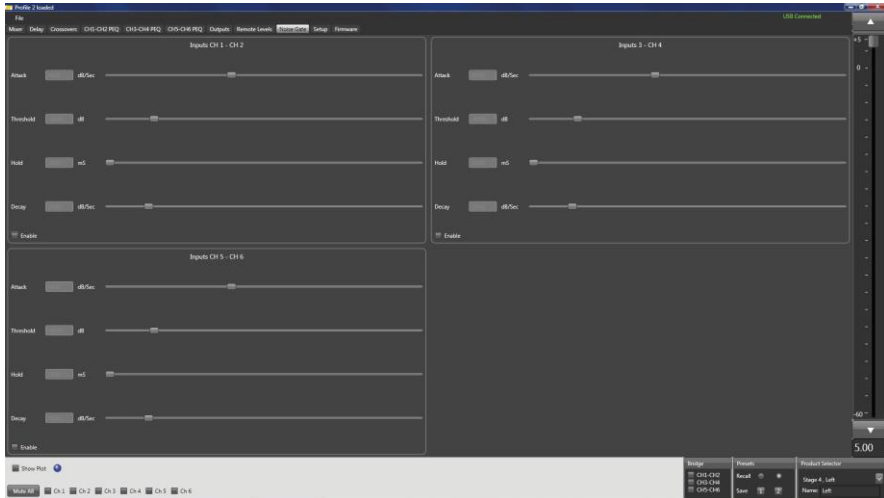 Profile 2 loaded
File
USB Connected
Mixer Delay Crossovers CH1-CH2 PEQ CH3-CH4 PEQ CH5-CH6 PEQ Outputs Remote Levels Noise Gate Setup Firmware
Inputs CH 1 - CH 2
Attack dB/Sec
Threshold dB
Hold mS
Decay dB/Sec
Enable
Inputs 3 - CH 4
Attack dB/Sec
Threshold dB
Hold mS
Decay dB/Sec
Enable
Inputs CH 5 - CH 6
Attack dB/Sec
Threshold dB
Hold mS
Decay dB/Sec
Enable
+5
0
-60
5.00
Show Plot
Mute All Ch 1 Ch 2 Ch 3 Ch 4 Ch 5 Ch 6
Bridge
CH1-CH2
CH3-CH4
CH5-CH6
Presets
Recall
Save 1 2
Product Selector
Stage 4 , Left
Name: Left